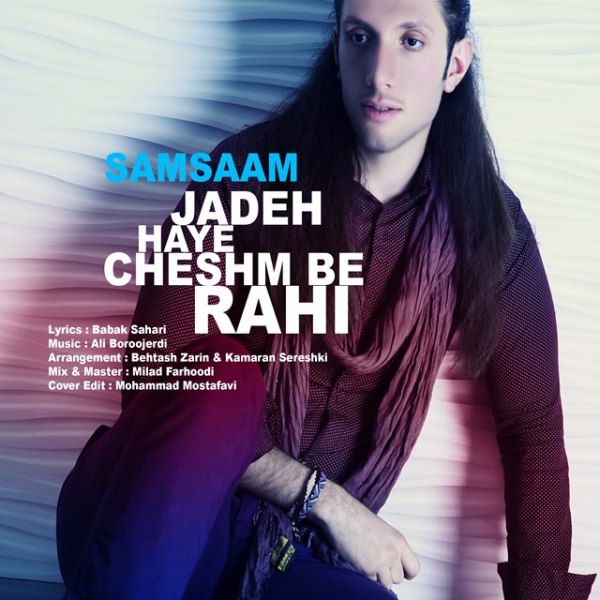 SAMSAAM
JADEH
HAYE
CHESHM BE
RAHI
Lyrics : Babak Sahari
Music : Ali Boroojerdi
Arrangement : Behtash Zarin & Kamaran Sereshki
Mix & Master : Milad Farhoodi
Cover Edit : Mohammad Mostafavi